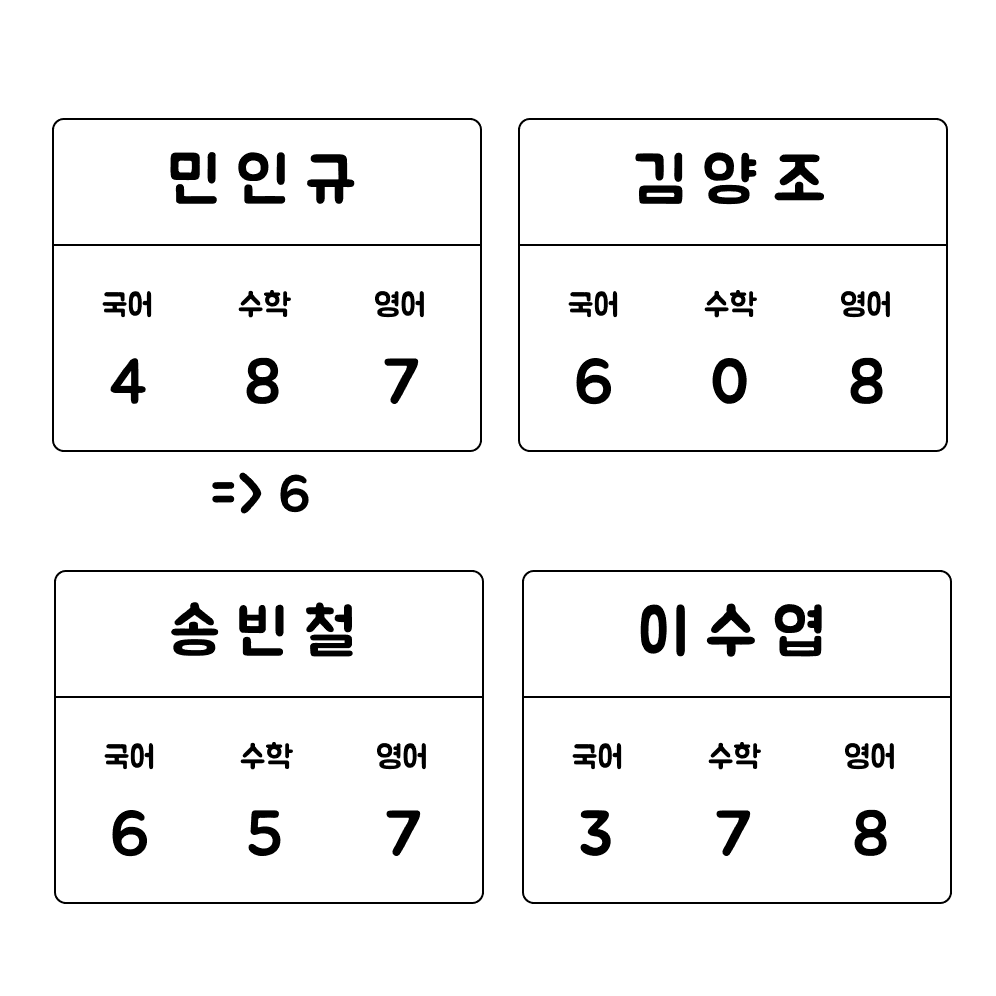 민인규
국어 수학 영어
4 8 7
=> 6
김양조
국어 수학 영어
6 0 8
송빈철
국어 수학 영어
6 5 7
이수엽
국어 수학 영어
3 7 8